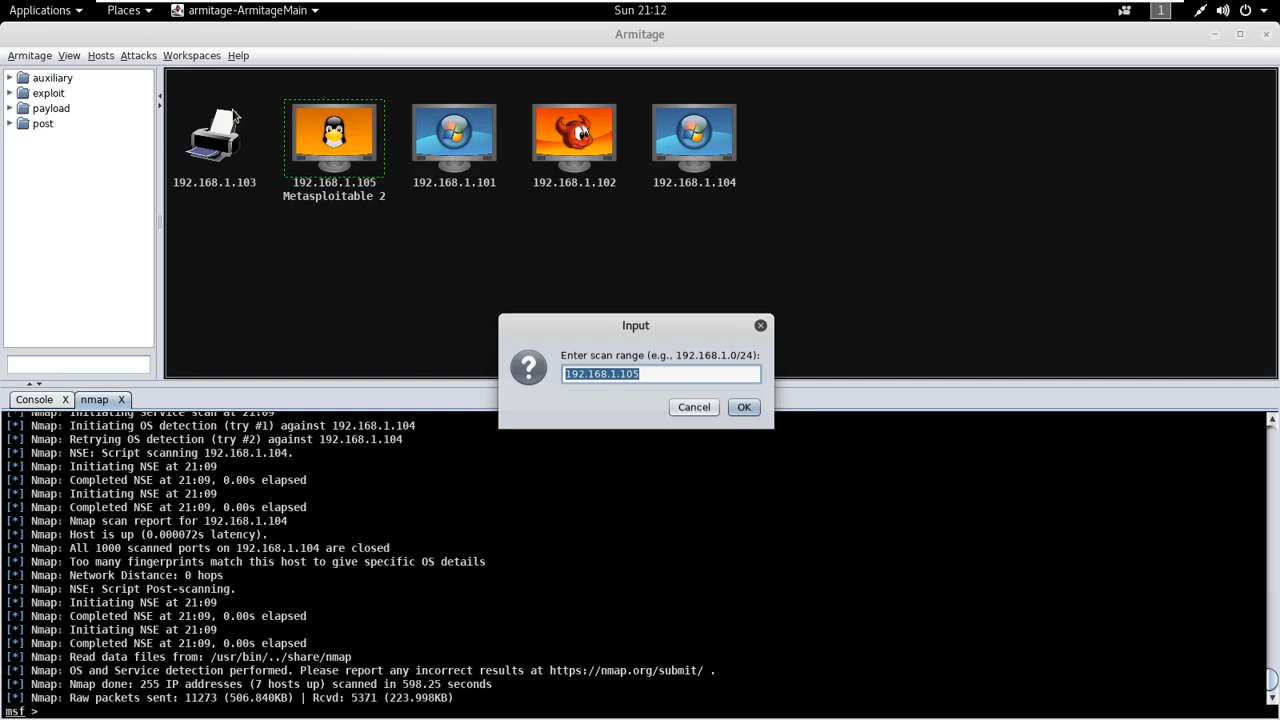 Applications Places armitage-ArmitageMain Sun 21:12 1
Armitage
Armitage View Hosts Attacks Workspaces Help
auxiliary
exploit
payload
post
192.168.1.103 192.168.1.105 192.168.1.101 192.168.1.102 192.168.1.104
Metasploitable 2
Input
Enter scan range (e.g., 192.168.1.0/24):
192.168.1.105
Cancel OK
Console X nmap X
[*] Nmap: Initiating Service scan at 21:09
[*] Nmap: Initiating OS detection (try #1) against 192.168.1.104
[*] Nmap: Retrying OS detection (try #2) against 192.168.1.104
[*] Nmap: NSE: Script scanning 192.168.1.104.
[*] Nmap: Initiating NSE at 21:09
[*] Nmap: Completed NSE at 21:09, 0.00s elapsed
[*] Nmap: Initiating NSE at 21:09
[*] Nmap: Completed NSE at 21:09, 0.00s elapsed
[*] Nmap: Nmap scan report for 192.168.1.104
[*] Nmap: Host is up (0.000072s latency).
[*] Nmap: All 1000 scanned ports on 192.168.1.104 are closed
[*] Nmap: Too many fingerprints match this host to give specific OS details
[*] Nmap: Network Distance: 0 hops
[*] Nmap: NSE: Script Post-scanning.
[*] Nmap: Initiating NSE at 21:09
[*] Nmap: Completed NSE at 21:09, 0.00s elapsed
[*] Nmap: Initiating NSE at 21:09
[*] Nmap: Completed NSE at 21:09, 0.00s elapsed
[*] Nmap: Read data files from: /usr/bin/../share/nmap
[*] Nmap: OS and Service detection performed. Please report any incorrect results at https://nmap.org/submit/ .
[*] Nmap: Nmap done: 255 IP addresses (7 hosts up) scanned in 598.25 seconds
[*] Nmap: Raw packets sent: 11273 (506.840KB) | Rcvd: 5371 (223.998KB)
msf >